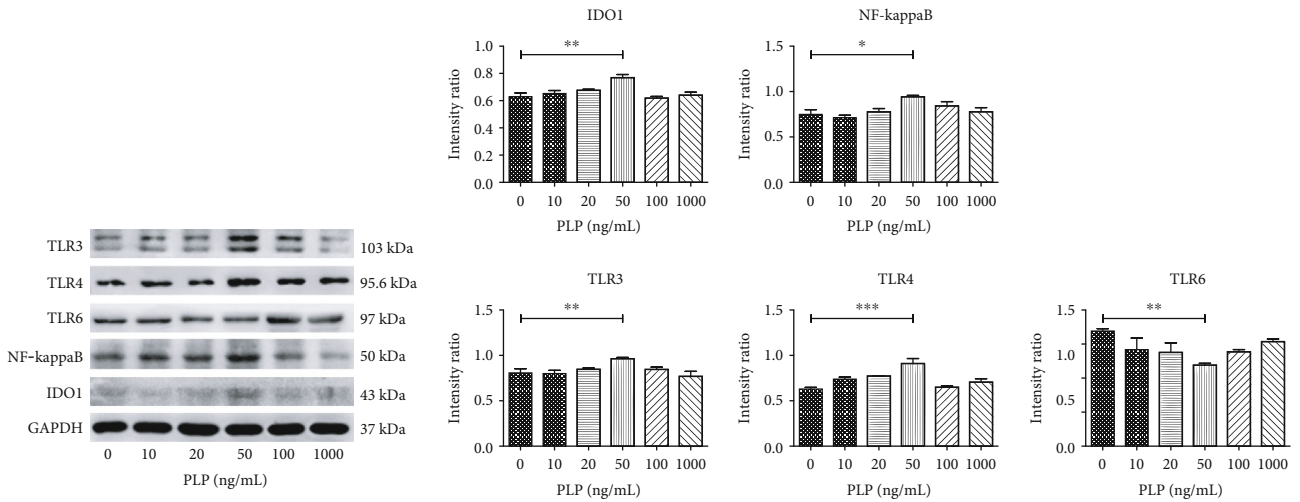 TLR3 103 kDa
TLR4 95.6 kDa
TLR6 97 kDa
NF-kappaB 50 kDa
IDO1 43 kDa
GAPDH 37 kDa
0 10 20 50 100 1000
PLP (ng/mL)
IDO1
**
Intensity ratio
1.0
0.8
0.6
0.4
0.2
0.0
0 10 20 50 100 1000
PLP (ng/mL)
NF-kappaB
*
Intensity ratio
1.5
1.0
0.5
0.0
0 10 20 50 100 1000
PLP (ng/mL)
TLR3
**
Intensity ratio
1.5
1.0
0.5
0.0
0 10 20 50 100 1000
PLP (ng/mL)
TLR4
***
Intensity ratio
1.5
1.0
0.5
0.0
0 10 20 50 100 1000
PLP (ng/mL)
TLR6
**
Intensity ratio
1.5
1.0
0.5
0.5
0.0
0 10 20 50 100 1000
PLP (ng/mL)